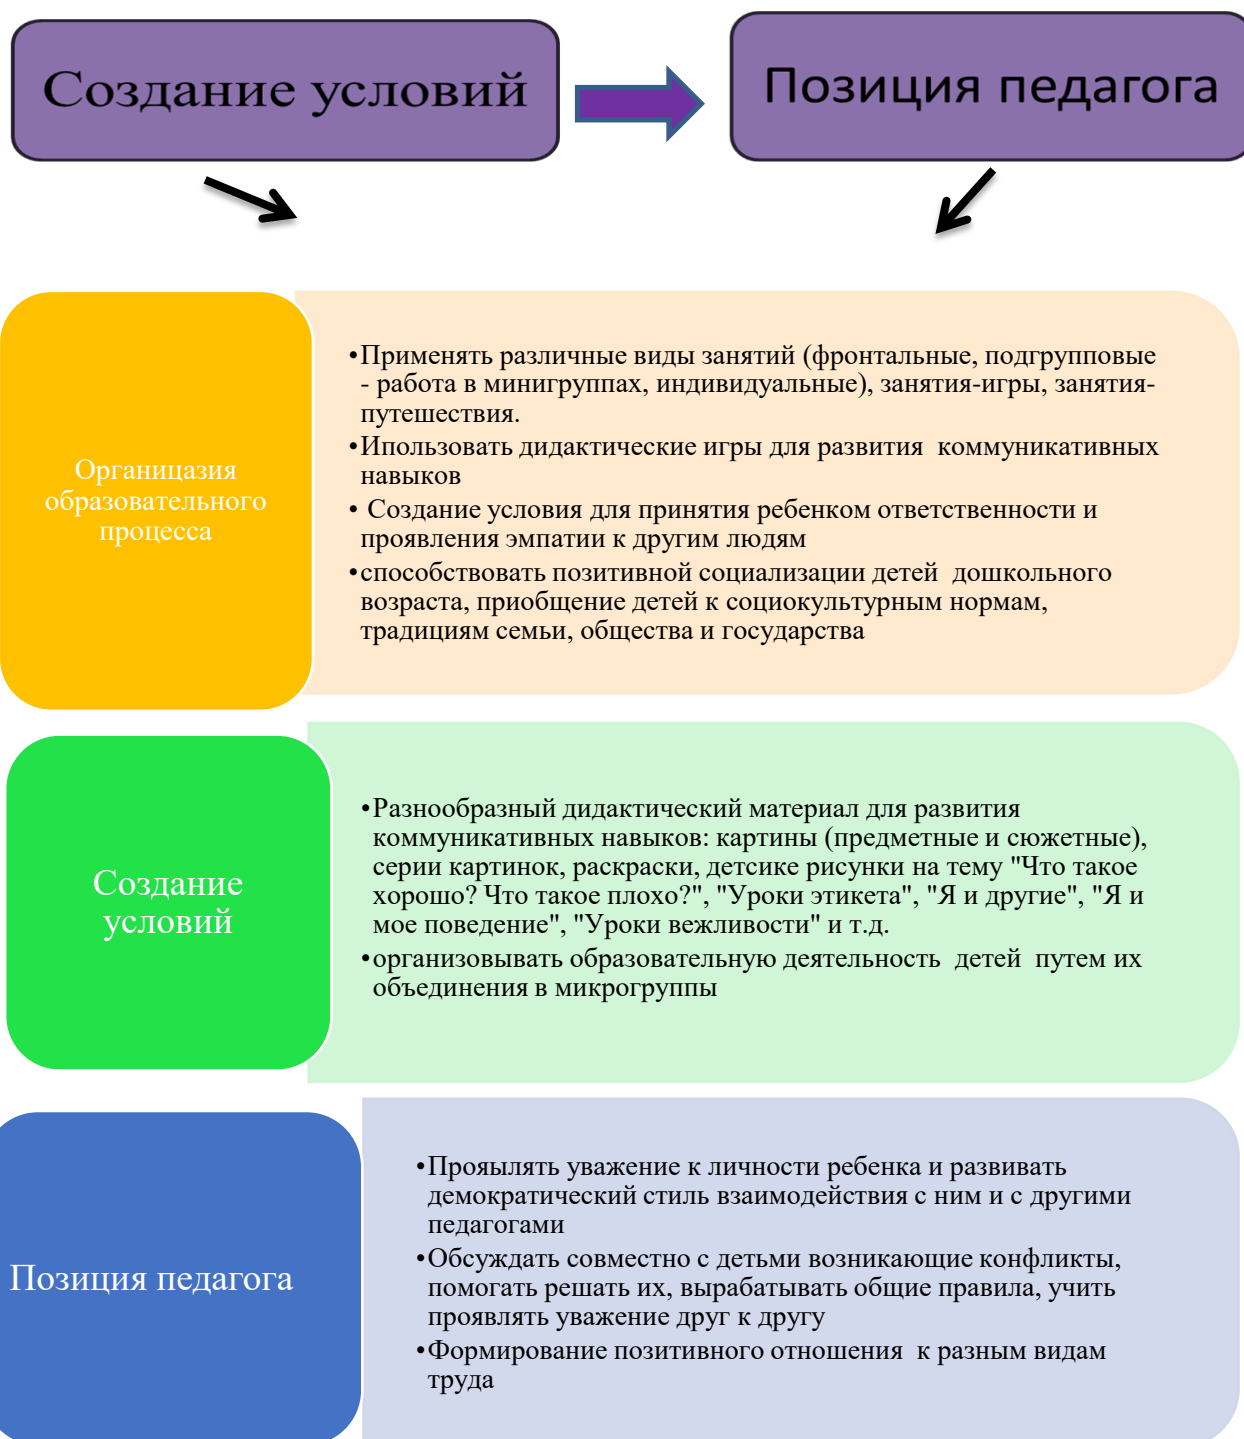 Создание условий
Позиция педагога
Органицазия
образовательного
процесса
•Применять различные виды занятий (фронтальные, подгрупповые
- работа в минигруппах, индивидуальные), занятия-игры, занятия-
путешествия.
•Ипользовать дидактические игры для развития коммуникативных
навыков
• Создание условия для принятия ребенком ответственности и
проявления эмпатии к другим людям
•способствовать позитивной социализации детей дошкольного
возраста, приобщение детей к социокультурным нормам,
традициям семьи, общества и государства
Создание
условий
•Разнообразный дидактический материал для развития
коммуникативных навыков: картины (предметные и сюжетные),
серии картинок, раскраски, детсике рисунки на тему "Что такое
хорошо? Что такое плохо?", "Уроки этикета", "Я и другие", "Я и
мое поведение", "Уроки вежливости" и т.д.
•организовывать образовательную деятельность детей путем их
объединения в микрогруппы
Позиция педагога
•Прояылять уважение к личности ребенка и развивать
демократический стиль взаимодействия с ним и с другими
педагогами
•Обсуждать совместно с детьми возникающие конфликты,
помогать решать их, вырабатывать общие правила, учить
проявлять уважение друг к другу
•Формирование позитивного отношения к разным видам
труда